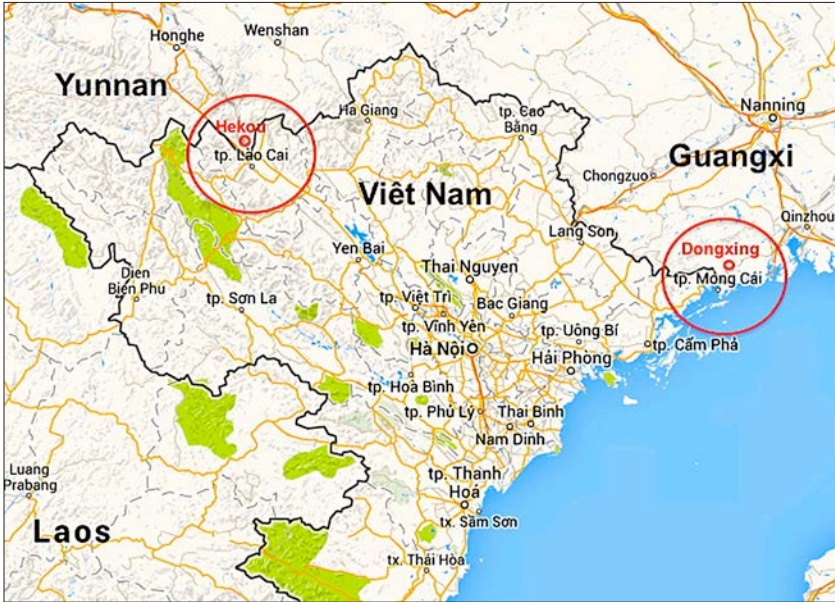 Wenshan
Honghe
Yunnan
Nanning
Ha Giang
tp. Cao
Bằng
Hekou
tp. Lào Cai
Guangxi
Chongzuo
Việt Nam
Qinzhou
Lang Son
Yen Bai
Dongxing
Thai Nguyen
tp. Móng Cái
Dien
Bien Phu
tp. Sơn La
tp. Việt Trì
Bac Giang
tp. Vĩnh Yên
tp. Uông Bí
Hà Nội
Hải Phòng
tp. Cẩm Phả
tp. Hoà Bình
tp. Phủ Lý
Thai Binh
Nam Dinh
Luang
Prabang
tp. Thanh
Hoá
tx. Sầm Sơn
Laos
tx. Thái Hòa